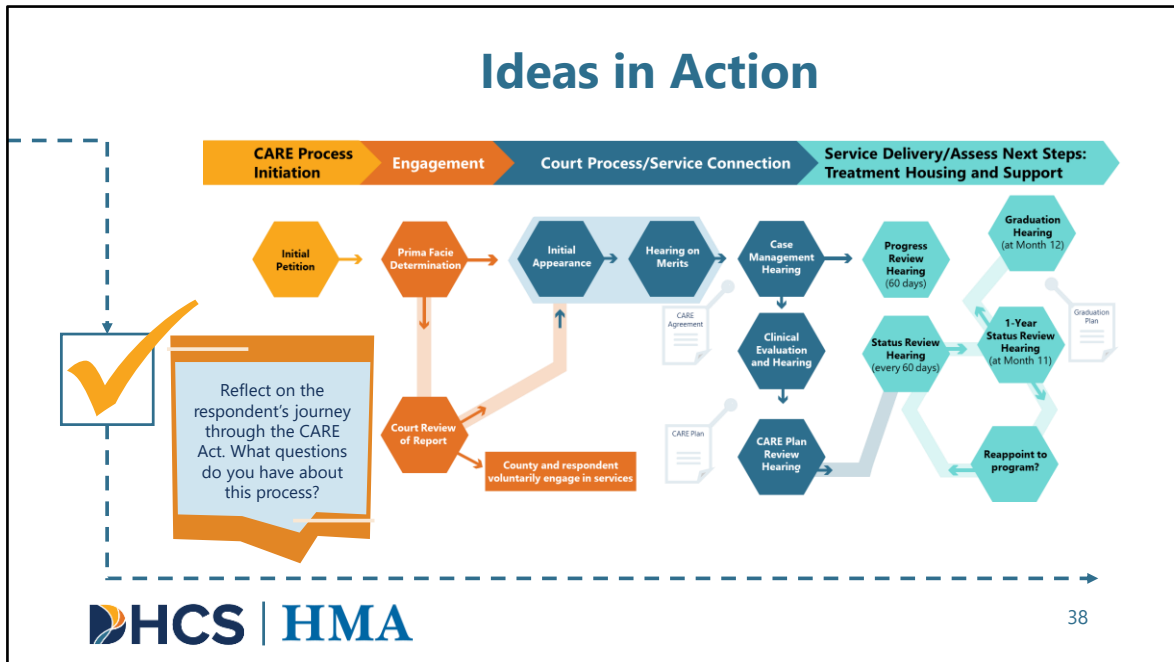 Ideas in Action
CARE Process
Initiation
Engagement
Court Process/Service Connection
Service Delivery/Assess Next Steps:
Treatment Housing and Support
Initial
Petition
Prima Facie
Determination
Initial
Appearance
Hearing on
Merits
Case
Management
Hearing
Progress
Review
Hearing
(60 days)
Graduation
Hearing
(at Month 12)
CARE
Agreement
Clinical
Evaluation
and Hearing
Status Review
Hearing
(every 60 days)
1-Year
Status Review
Hearing
(at Month 11)
Graduation
Plan
Court Review
of Report
County and respondent
voluntarily engage in services
CARE Plan
CARE Plan
Review
Hearing
Reappoint to
program?
Reflect on the
respondent’s journey
through the CARE
Act. What questions
do you have about
this process?
DHCS | HMA
38